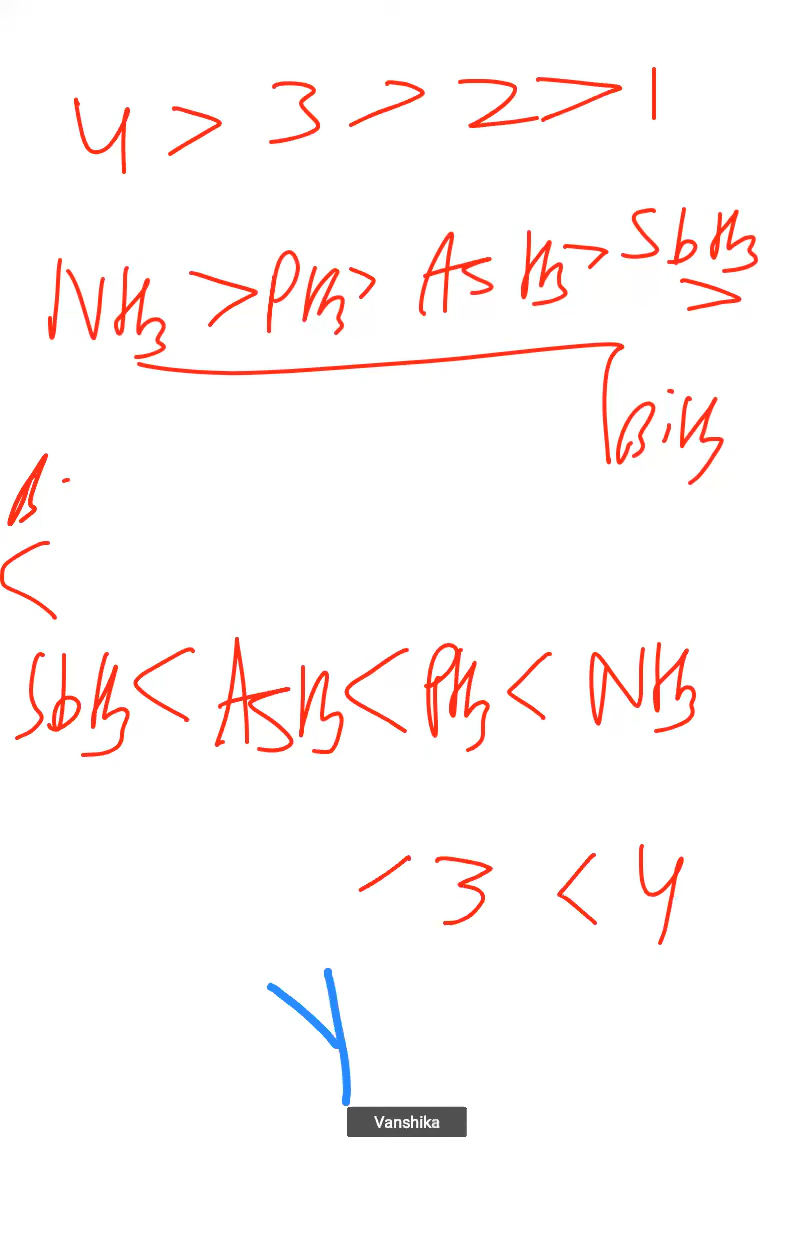 4 > 3 > 2 > 1
NH3 > PH3 > AsH3 > SbH3 >
BiH3
<
SbH3 < AsH3 < PH3 < NH3
3 < 4
Y
Vanshika